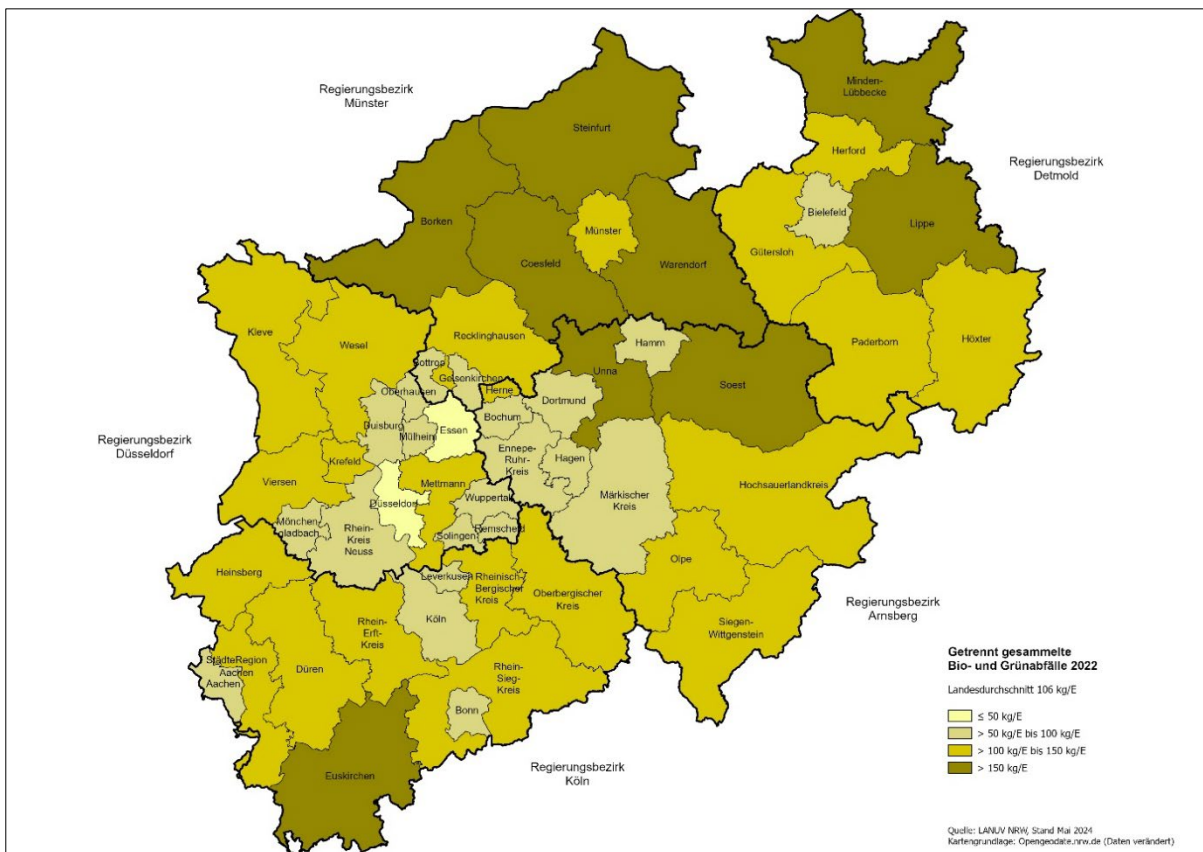 Regierungsbezirk
Münster
Minden-
Lübbecke
Steinfurt
Herford
Regierungsbezirk
Detmold
Borken
Münster
Bielefeld
Lippe
Coesfeld
Warendorf
Gütersloh
Kleve
Wesel
Recklinghausen
Hamm
Paderborn
Höxter
Bottrop
Gelsenkirchen
Herne
Unna
Soest
Oberhausen
Dortmund
Duisburg
Mülheim
Essen
Bochum
Regierungsbezirk
Düsseldorf
Ennepe-
Ruhr-
Kreis
Hagen
Krefeld
Viersen
Mettmann
Märkischer
Kreis
Hochsauerlandkreis
Düsseldorf
Wuppertal
Mönchen-
gladbach
Rhein-
Kreis
Neuss
Solingen
Remscheid
Olpe
Heinsberg
Leverkusen
Rheinisch-
Bergischer
Kreis
Oberbergischer
Kreis
Köln
Rhein-
Erft-
Kreis
Siegen-
Wittgenstein
Regierungsbezirk
Arnsberg
StädteRegion
Aachen
Aachen
Düren
Rhein-
Sieg-
Kreis
Bonn
Euskirchen
Regierungsbezirk
Köln
Getrennt gesammelte
Bio- und Grünabfälle 2022
Landesdurchschnitt 106 kg/E
≤ 50 kg/E
> 50 kg/E bis 100 kg/E
> 100 kg/E bis 150 kg/E
> 150 kg/E
Quelle: LANUV NRW, Stand Mai 2024
Kartengrundlage: Opengeodate.nrw.de (Daten verändert)